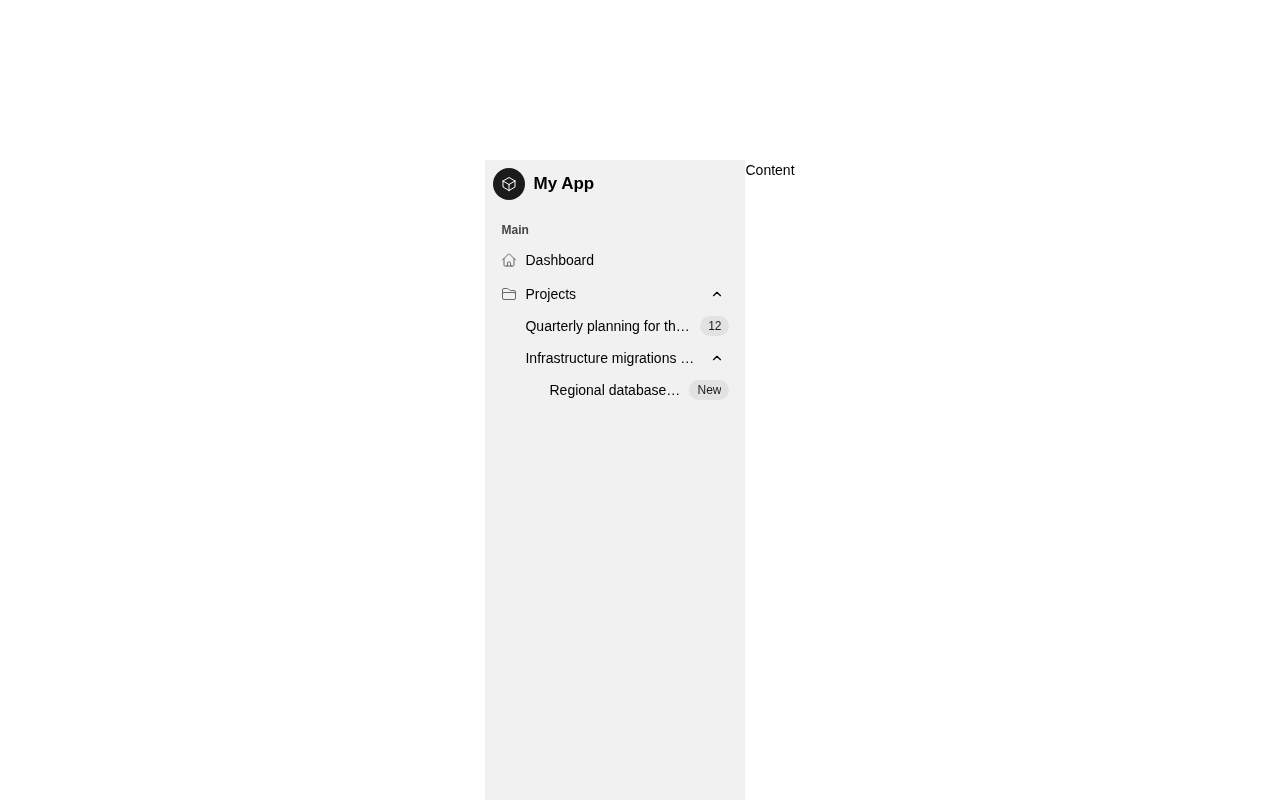 My App
Content
Main
Dashboard
Projects
Quarterly planning for th…
12
Infrastructure migrations …
Regional database…
New